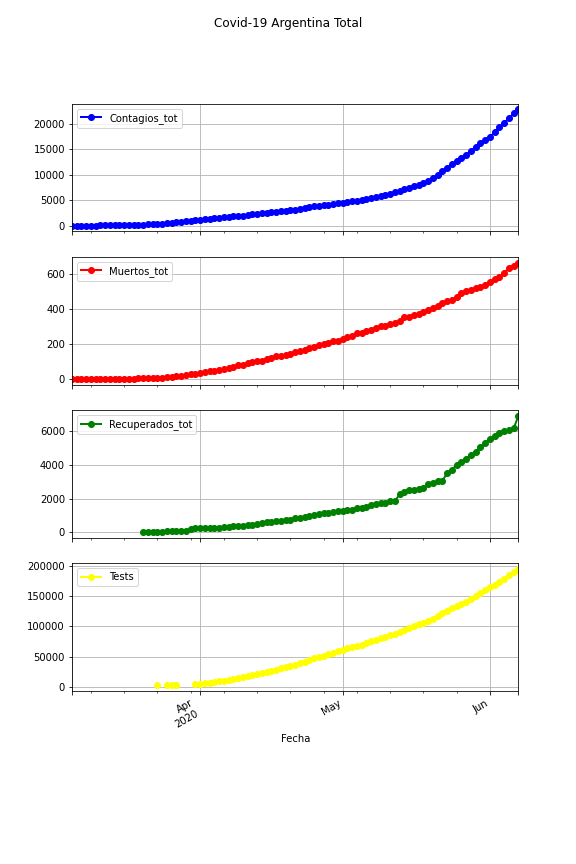 Covid-19 Argentina Total
Contagios_tot
20000
15000
10000
5000
0
Muertos_tot
600
400
200
0
Recuperados_tot
6000
4000
2000
0
Tests
200000
150000
100000
50000
0
Apr
2020
May
Jun
Fecha